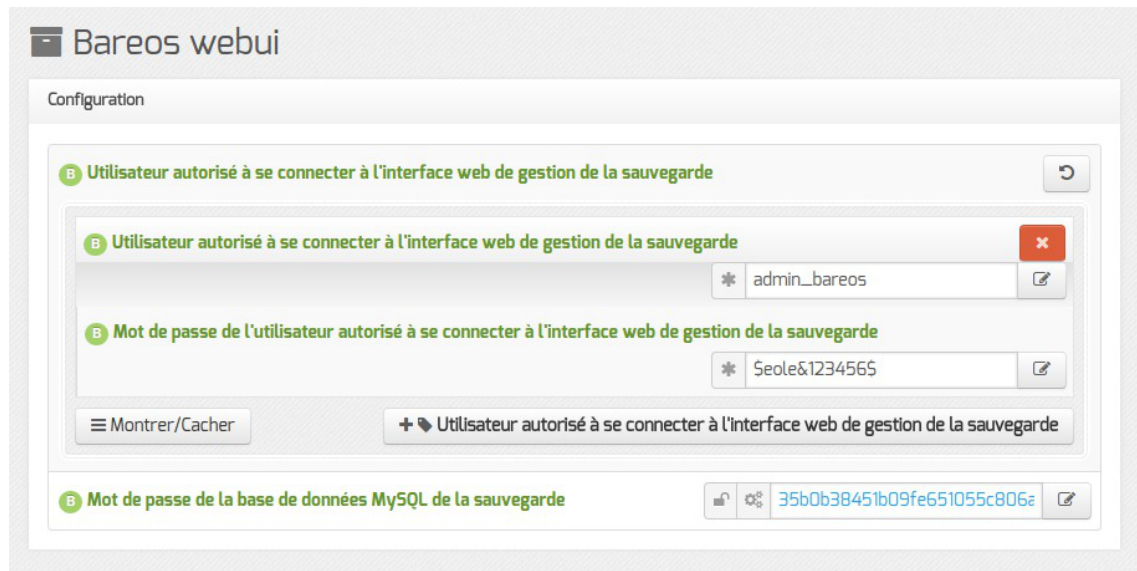 Bareos webui
Configuration
B Utilisateur autorisé à se connecter à l'interface web de gestion de la sauvegarde
B Utilisateur autorisé à se connecter à l'interface web de gestion de la sauvegarde
admin_bareos
B Mot de passe de l'utilisateur autorisé à se connecter à l'interface web de gestion de la sauvegarde
$eole&123456$
Montrer/Cacher
Utilisateur autorisé à se connecter à l'interface web de gestion de la sauvegarde
B Mot de passe de la base de données MySQL de la sauvegarde
35b0b38451b09fe651055c806a